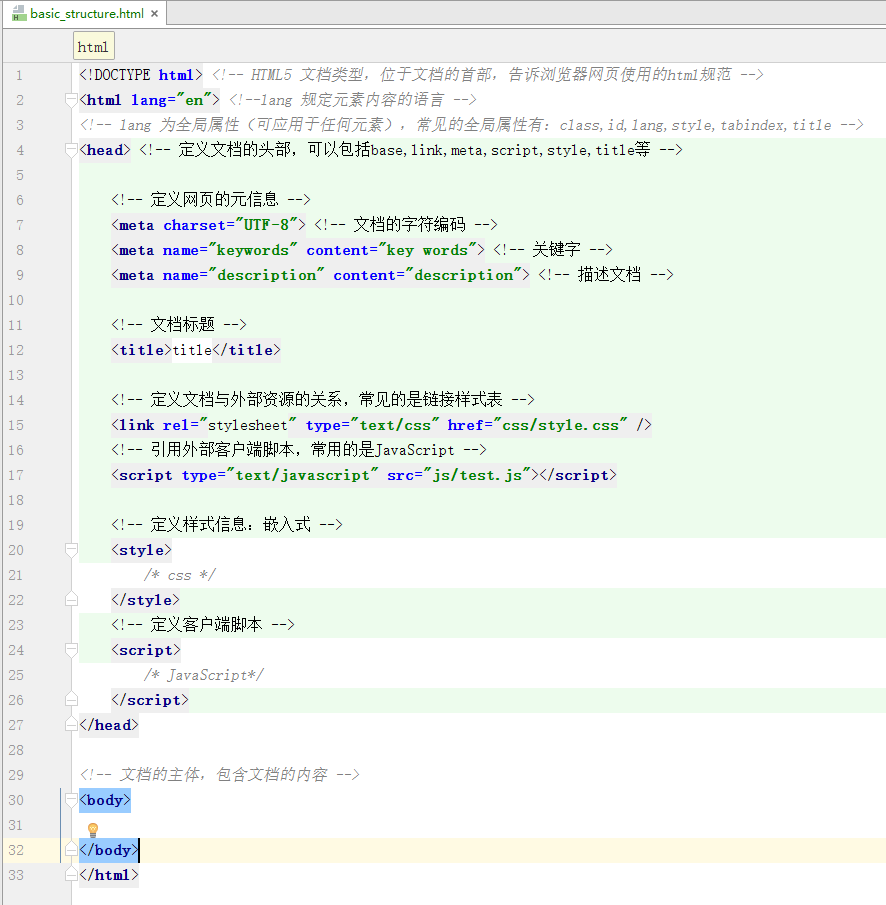 basic_structure.html
html
1 <!DOCTYPE html> <!-- HTML5 文档类型，位于文档的首部，告诉浏览器网页使用的html规范 -->
2 <html lang="en"> <!--lang 规定元素内容的语言 -->
3 <!-- lang 为全局属性（可应用于任何元素），常见的全局属性有：class,id,lang,style,tabindex,title -->
4 <head> <!-- 定义文档的头部，可以包括base,link,meta,script,style,title等 -->
5
6 <!-- 定义网页的元信息 -->
7 <meta charset="UTF-8"> <!-- 文档的字符编码 -->
8 <meta name="keywords" content="key words"> <!-- 关键字 -->
9 <meta name="description" content="description"> <!-- 描述文档 -->
10
11 <!-- 文档标题 -->
12 <title>title</title>
13
14 <!-- 定义文档与外部资源的关系，常见的是链接样式表 -->
15 <link rel="stylesheet" type="text/css" href="css/style.css" />
16 <!-- 引用外部客户端脚本，常用的是JavaScript -->
17 <script type="text/javascript" src="js/test.js"></script>
18
19 <!-- 定义样式信息：嵌入式 -->
20 <style>
21 /* css */
22 </style>
23 <!-- 定义客户端脚本 -->
24 <script>
25 /* JavaScript*/
26 </script>
27 </head>
28
29 <!-- 文档的主体，包含文档的内容 -->
30 <body>
31
32 </body>
33 </html>